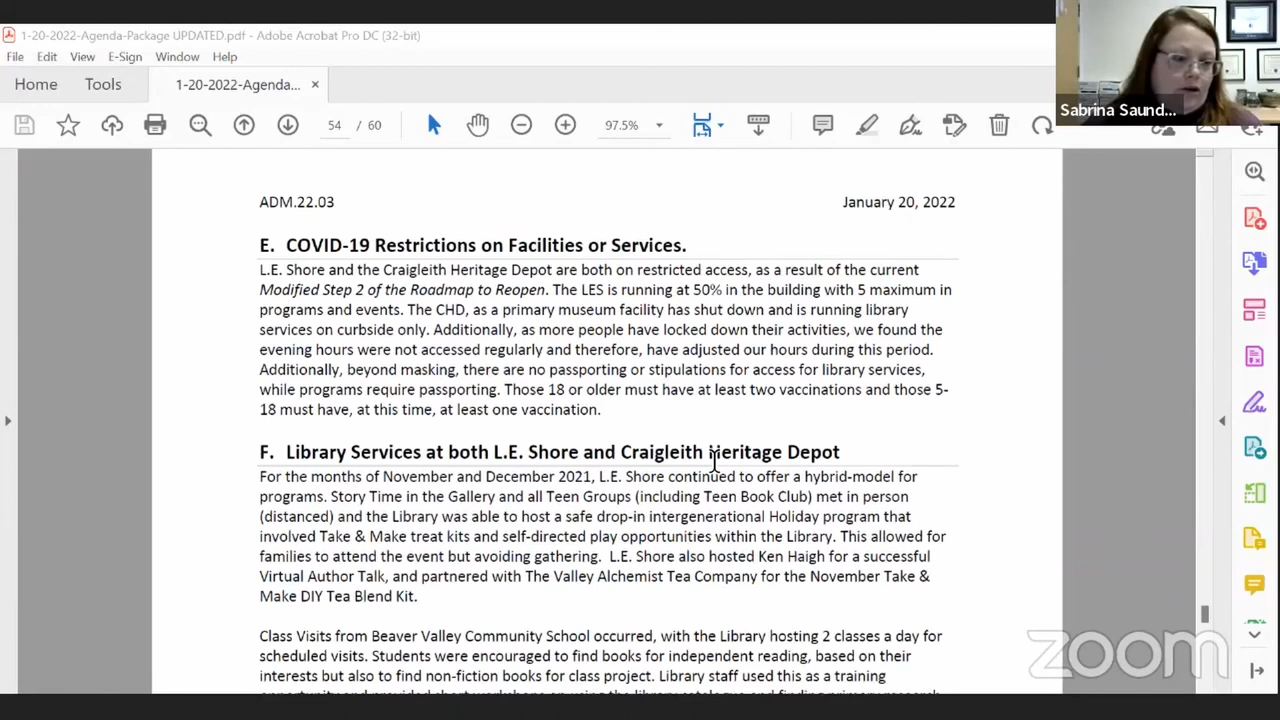 1-20-2022-Agenda-Package UPDATED.pdf - Adobe Acrobat Pro DC (32-bit)
File Edit View E-Sign Window Help
Home Tools 1-20-2022-Agenda... ×
54 / 60 97.5%
Sabrina Saund...
ADM.22.03 January 20, 2022
E. COVID-19 Restrictions on Facilities or Services.
L.E. Shore and the Craigleith Heritage Depot are both on restricted access, as a result of the current
Modified Step 2 of the Roadmap to Reopen. The LES is running at 50% in the building with 5 maximum in
programs and events. The CHD, as a primary museum facility has shut down and is running library
services on curbside only. Additionally, as more people have locked down their activities, we found the
evening hours were not accessed regularly and therefore, have adjusted our hours during this period.
Additionally, beyond masking, there are no passporting or stipulations for access for library services,
while programs require passporting. Those 18 or older must have at least two vaccinations and those 5-
18 must have, at this time, at least one vaccination.
F. Library Services at both L.E. Shore and Craigleith Heritage Depot
For the months of November and December 2021, L.E. Shore continued to offer a hybrid-model for
programs. Story Time in the Gallery and all Teen Groups (including Teen Book Club) met in person
(distanced) and the Library was able to host a safe drop-in intergenerational Holiday program that
involved Take & Make treat kits and self-directed play opportunities within the Library. This allowed for
families to attend the event but avoiding gathering. L.E. Shore also hosted Ken Haigh for a successful
Virtual Author Talk, and partnered with The Valley Alchemist Tea Company for the November Take &
Make DIY Tea Blend Kit.
Class Visits from Beaver Valley Community School occurred, with the Library hosting 2 classes a day for
scheduled visits. Students were encouraged to find books for independent reading, based on their
interests but also to find non-fiction books for class project. Library staff used this as a training
zoom